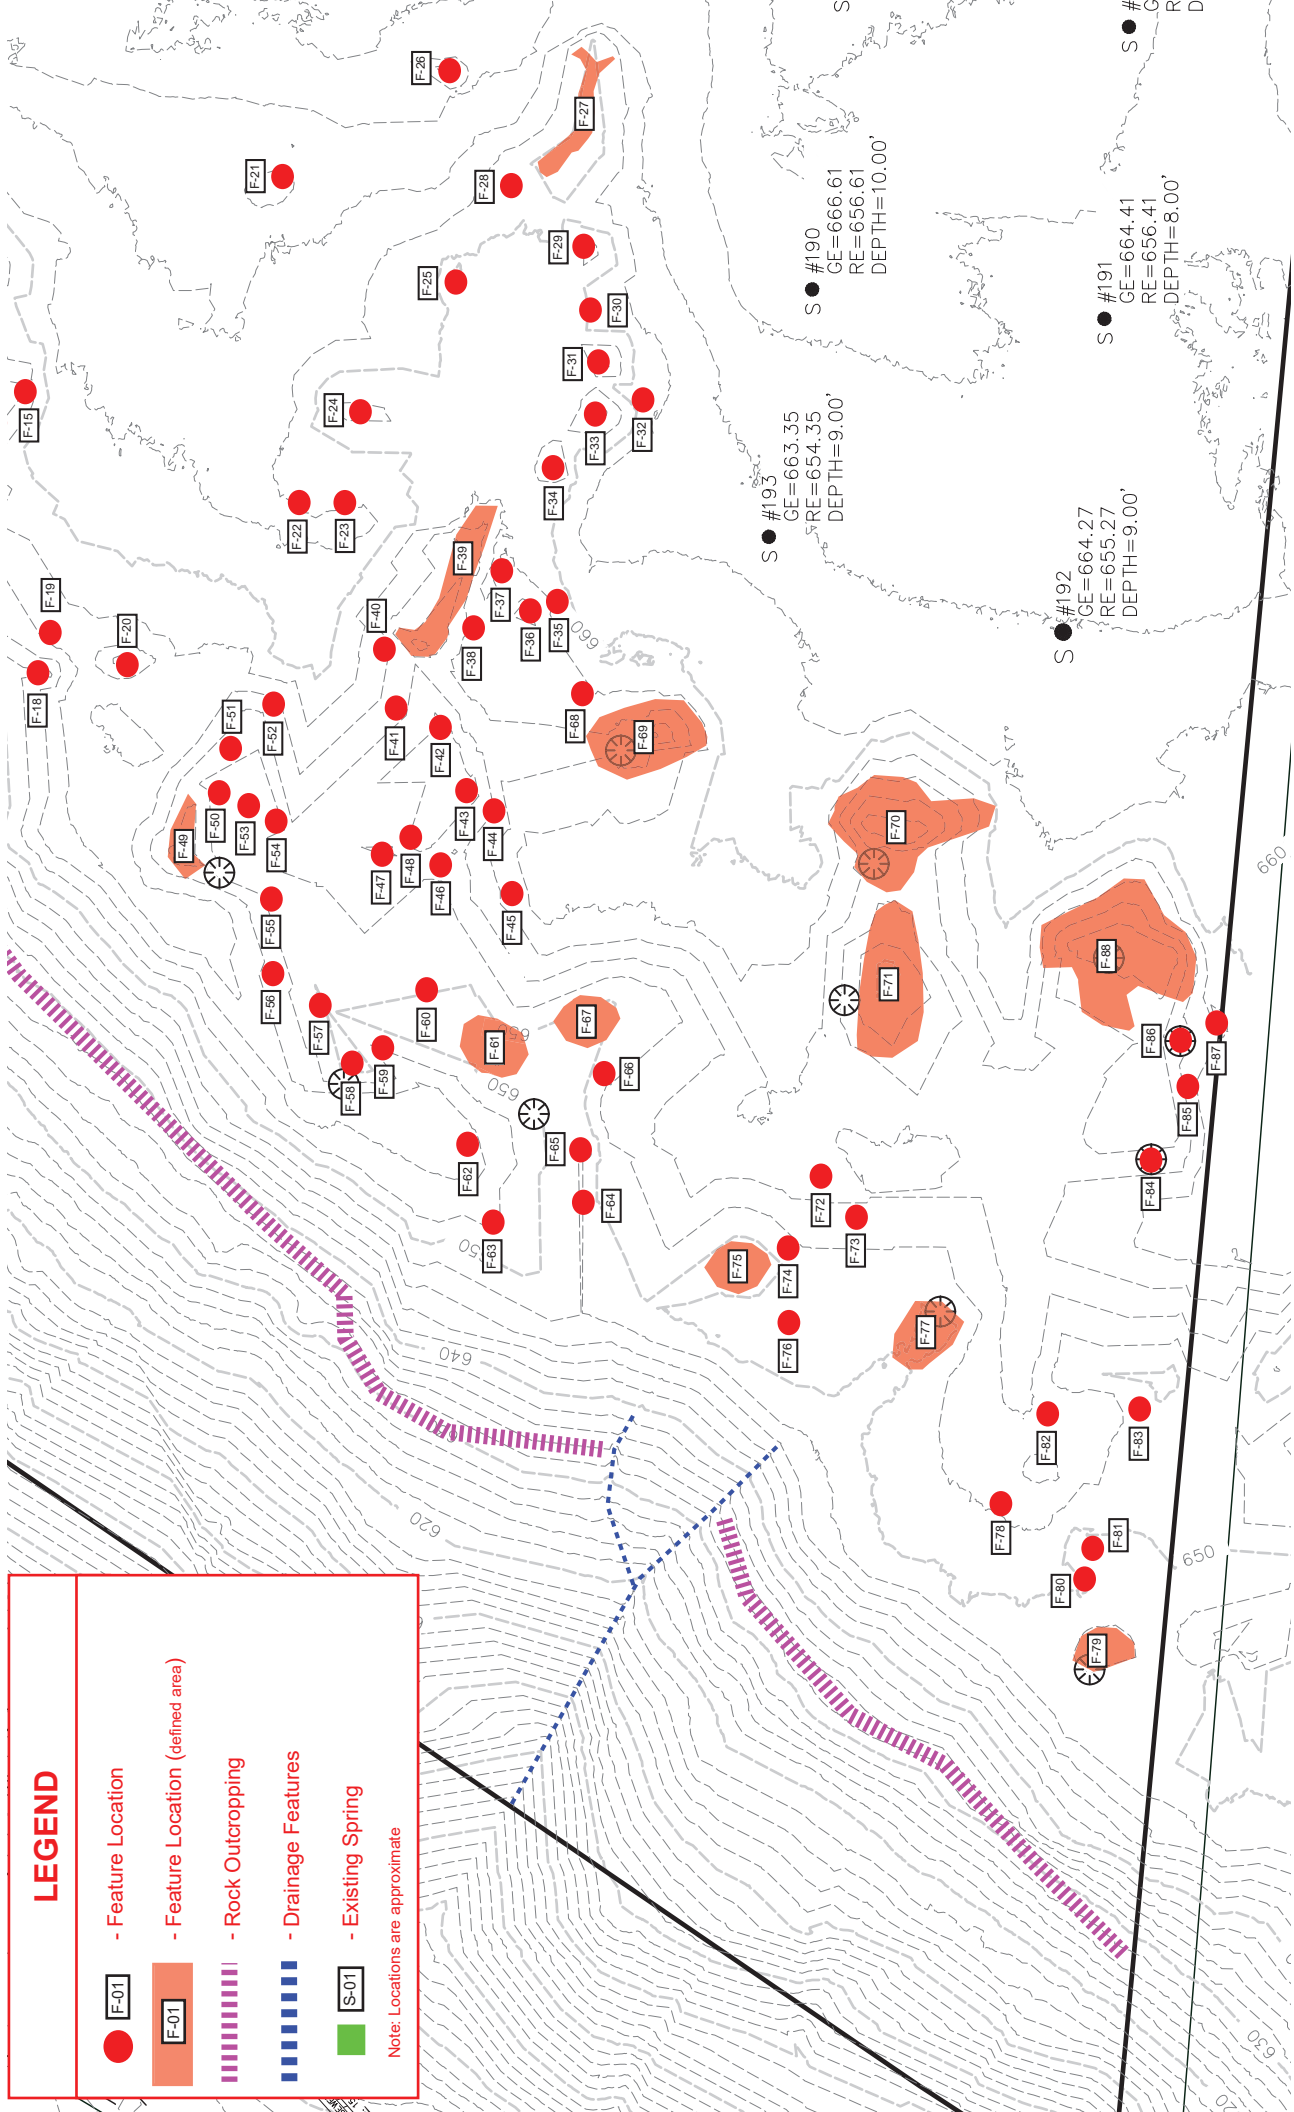 LEGEND
F-01 - Feature Location
F-01 - Feature Location (defined area)
- Rock Outcropping
- Drainage Features
S-01 - Existing Spring
Note: Locations are approximate
F-15
F-18
F-19
F-20
F-21
F-22
F-23
F-24
F-25
F-26
F-27
F-28
F-29
F-30
F-31
F-32
F-33
F-34
F-35
F-36
F-37
F-38
F-39
F-40
F-41
F-42
F-43
F-44
F-45
F-46
F-47
F-48
F-49
F-50
F-51
F-52
F-53
F-54
F-55
F-56
F-57
F-58
F-59
F-60
F-61
F-62
F-63
F-64
F-65
F-66
F-67
F-68
F-69
F-70
F-71
F-72
F-73
F-74
F-75
F-76
F-77
F-78
F-79
F-80
F-81
F-82
F-83
F-84
F-85
F-86
F-87
F-88
S #190
GE=666.61
RE=656.61
DEPTH=10.00'
S #191
GE=664.41
RE=656.41
DEPTH=8.00'
S #193
GE=663.35
RE=654.35
DEPTH=9.00'
S #192
GE=664.27
RE=655.27
DEPTH=9.00'
S #
G
R
D
S
660
660
650
650
650
640
620
650
630